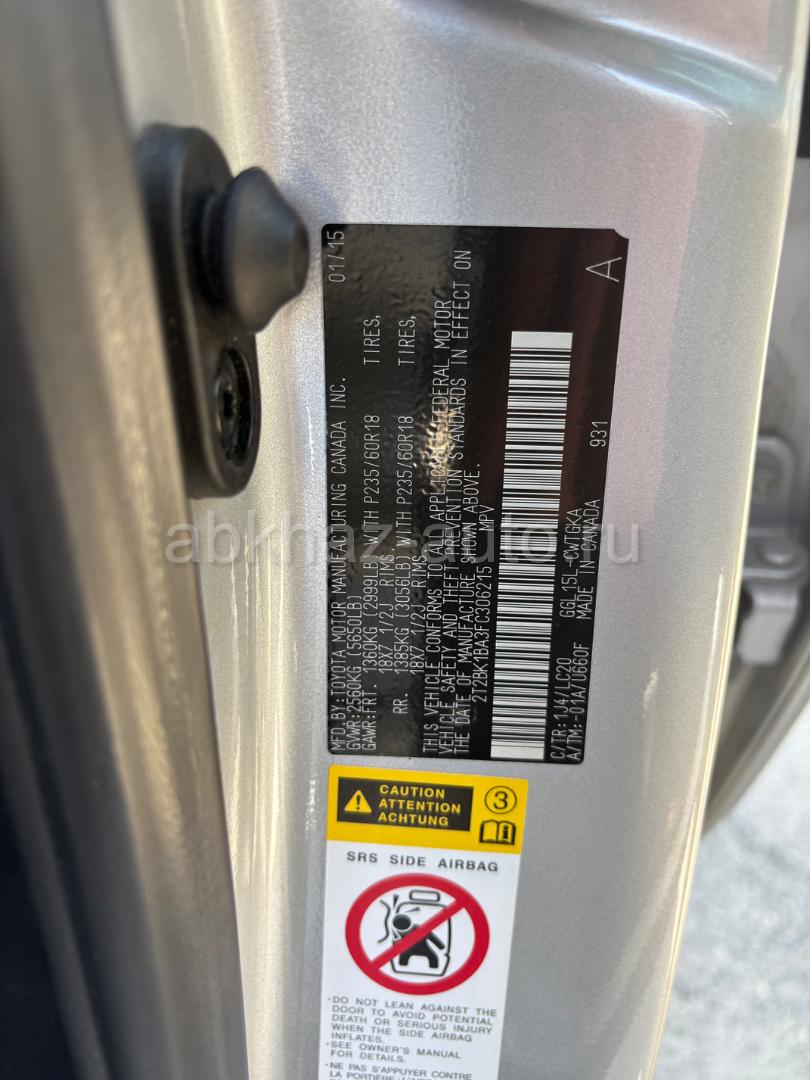 MFD. BY: TOYOTA MOTOR MANUFACTURING CANADA INC. 01/15
GVWR: 2560KG (5650LB)
GAWR: FRT. 1360KG (2999LB) WITH P235/60R18 TIRES,
18X7 1/2J RIMS,
RR. 1385KG (3056LB) WITH P235/60R18 TIRES,
18X7 1/2J RIMS,
THIS VEHICLE CONFORMS TO ALL APPLICABLE FEDERAL MOTOR
VEHICLE SAFETY AND THEFT PREVENTION STANDARDS IN EFFECT ON
THE DATE OF MANUFACTURE SHOWN ABOVE.
2T2BK1BA3FC306215 MPV
C/TR: 1J4/LC20 GGL15L-CWTGKA A
A/TM: -01A/U660F MADE IN CANADA 931
abkhaz-auto.ru
CAUTION
ATTENTION
ACHTUNG
3
SRS SIDE AIRBAG
·DO NOT LEAN AGAINST THE
DOOR TO AVOID POTENTIAL
DEATH OR SERIOUS INJURY
WHEN THE SIDE AIRBAG
INFLATES.
·SEE OWNER'S MANUAL
FOR DETAILS.
·NE PAS S'APPUYER CONTRE